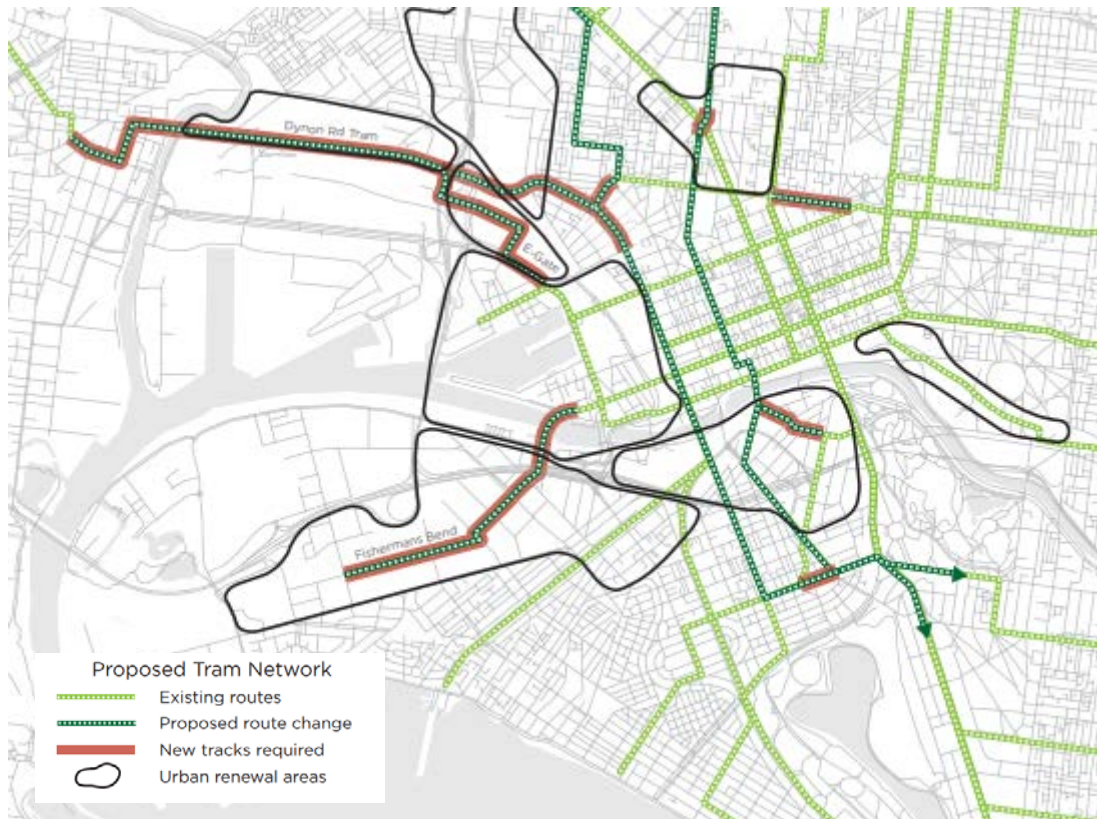 Dynon Rd Tram
E-Gate
Fishermans Bend
Proposed Tram Network
Existing routes
Proposed route change
New tracks required
Urban renewal areas